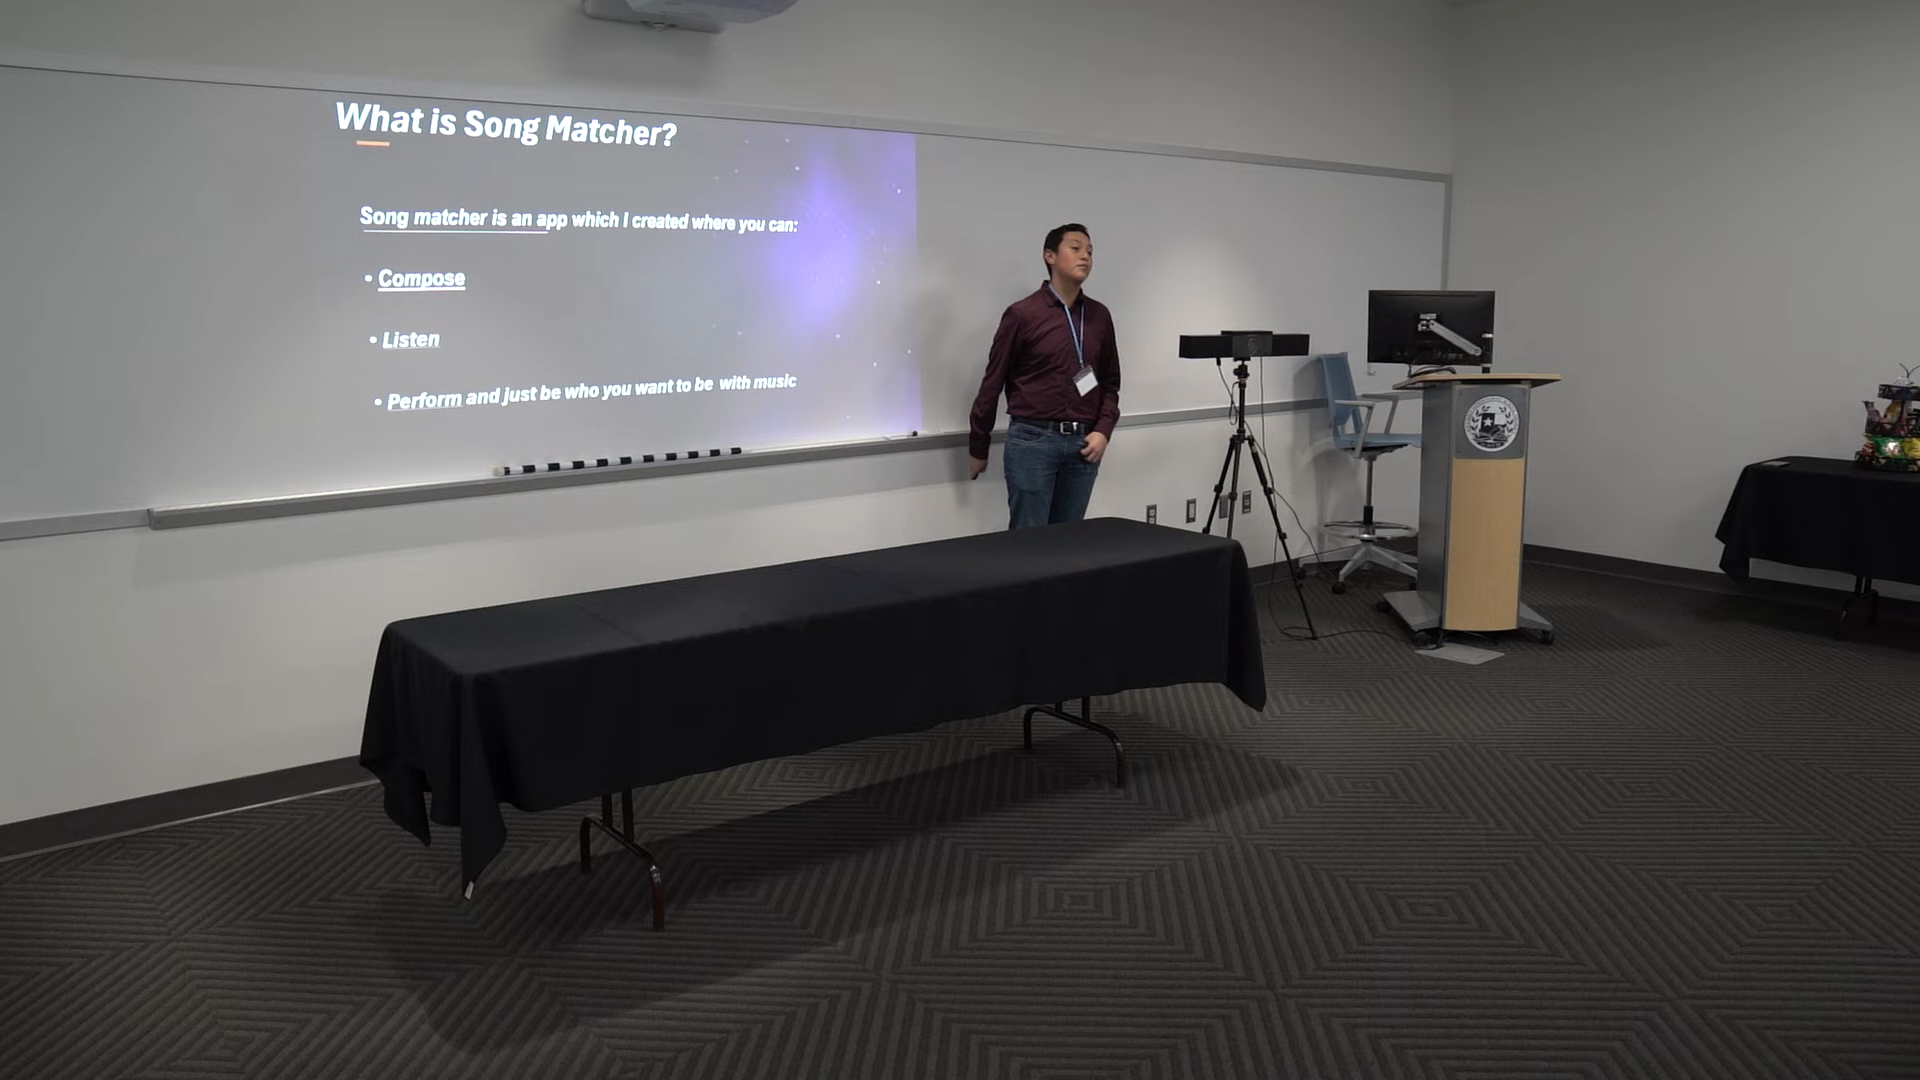 What is Song Matcher?
Song matcher is an app which I created where you can:
• Compose
• Listen
• Perform and just be who you want to be with music